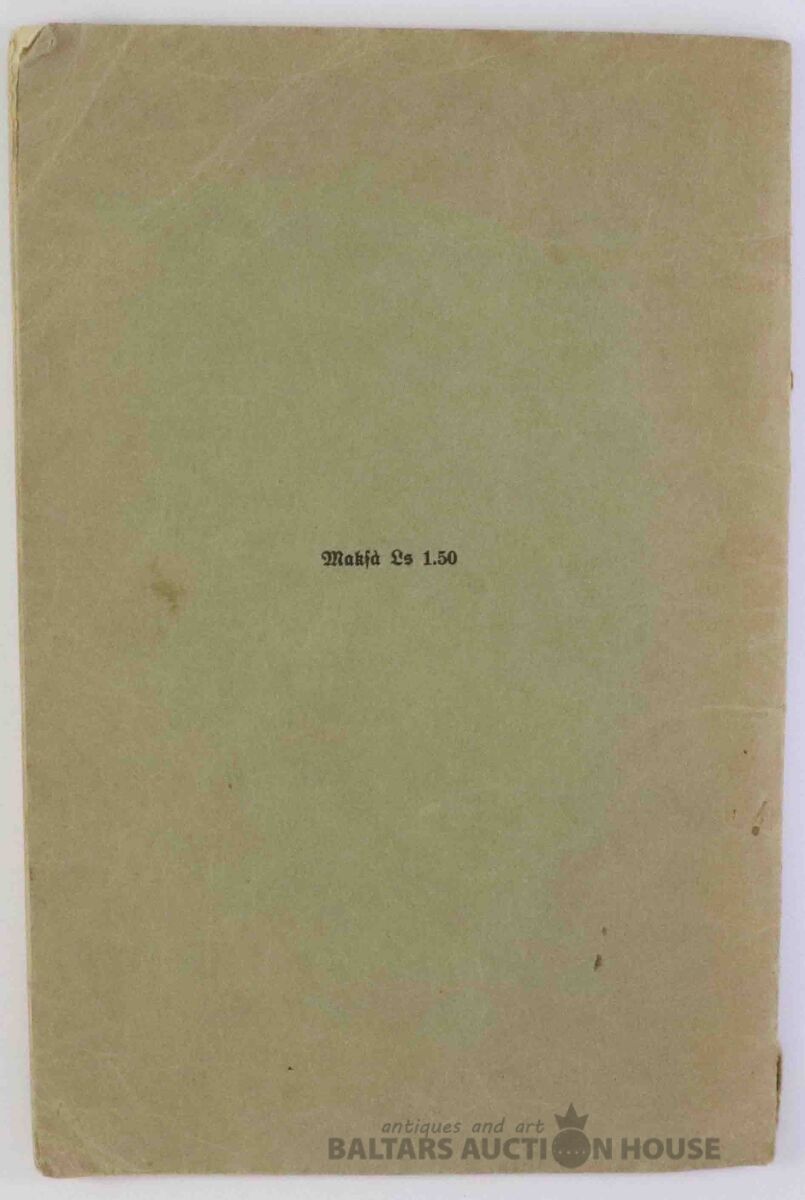 Makſà Ls 1.50
antiques and art
BALTARS AUCTION HOUSE